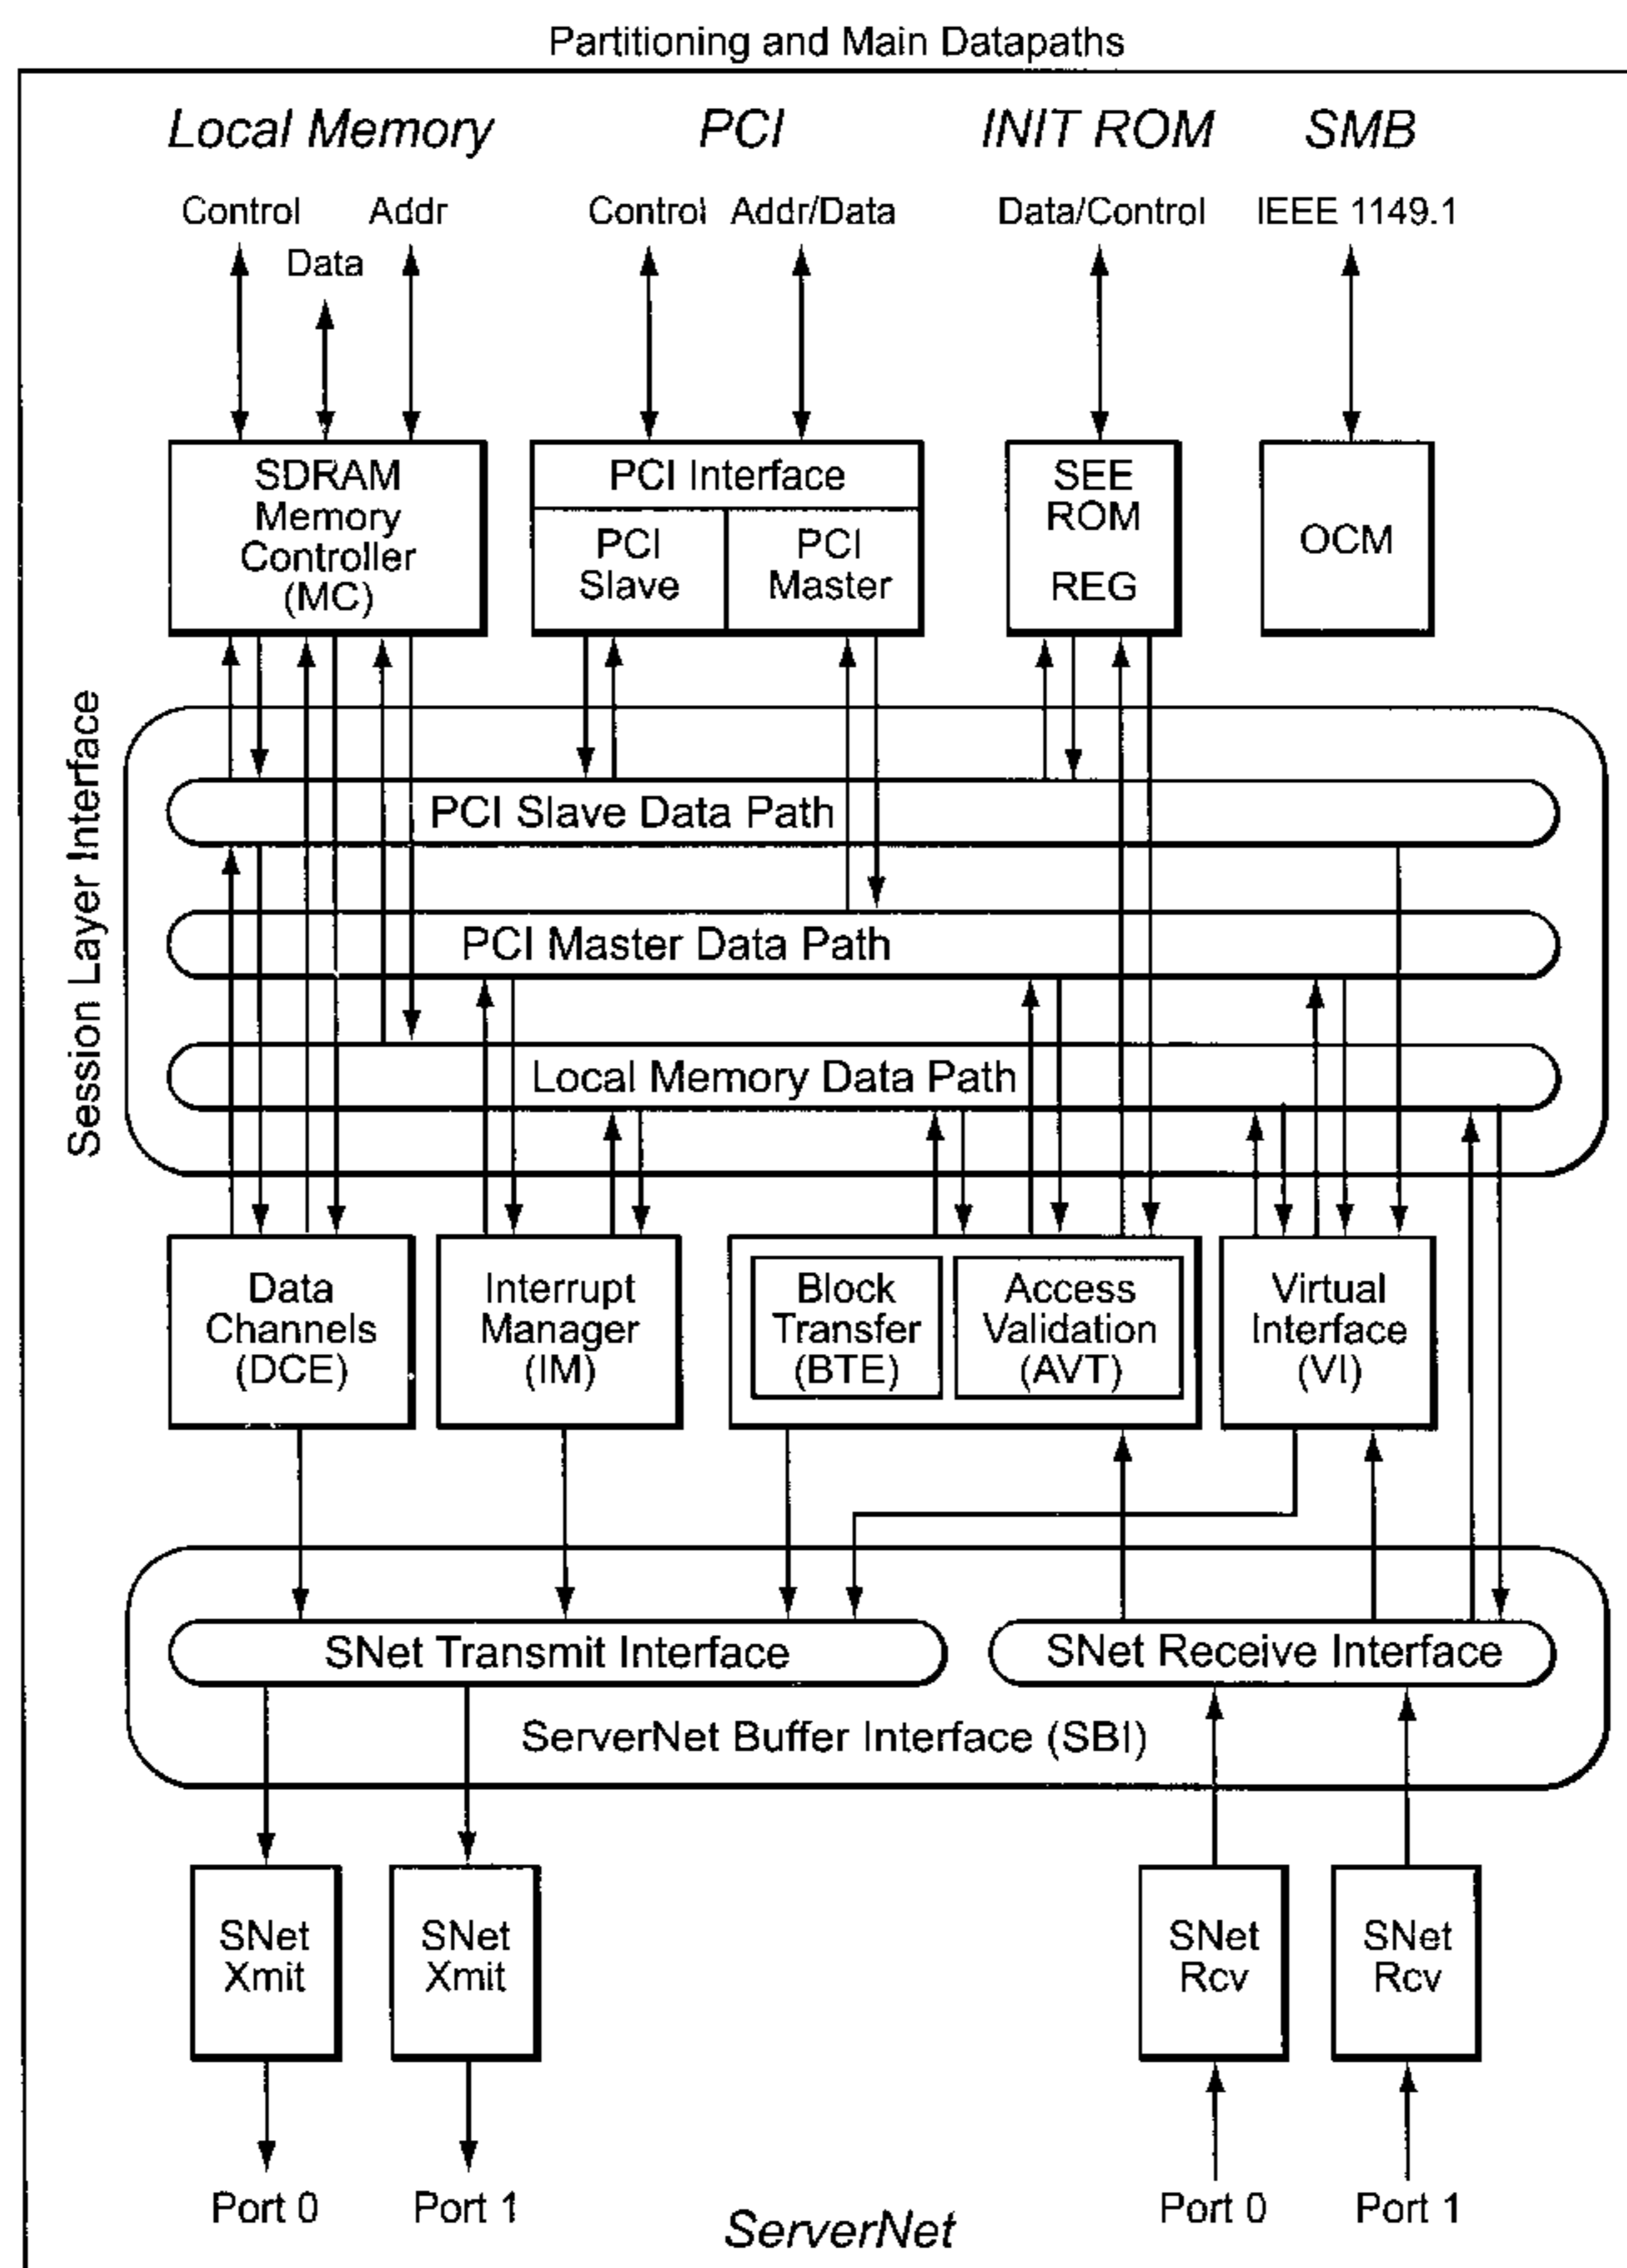 Partitioning and Main Datapaths
Local Memory
PCI
INIT ROM
SMB
Control
Addr
Data
Control
Addr/Data
Data/Control
IEEE 1149.1
SDRAM
Memory
Controller
(MC)
PCI Interface
PCI
Slave
PCI
Master
SEE
ROM
REG
OCM
Session Layer Interface
PCI Slave Data Path
PCI Master Data Path
Local Memory Data Path
Data
Channels
(DCE)
Interrupt
Manager
(IM)
Block
Transfer
(BTE)
Access
Validation
(AVT)
Virtual
Interface
(VI)
SNet Transmit Interface
SNet Receive Interface
ServerNet Buffer Interface (SBI)
SNet
Xmit
SNet
Xmit
SNet
Rcv
SNet
Rcv
Port 0
Port 1
Port 0
Port 1
ServerNet